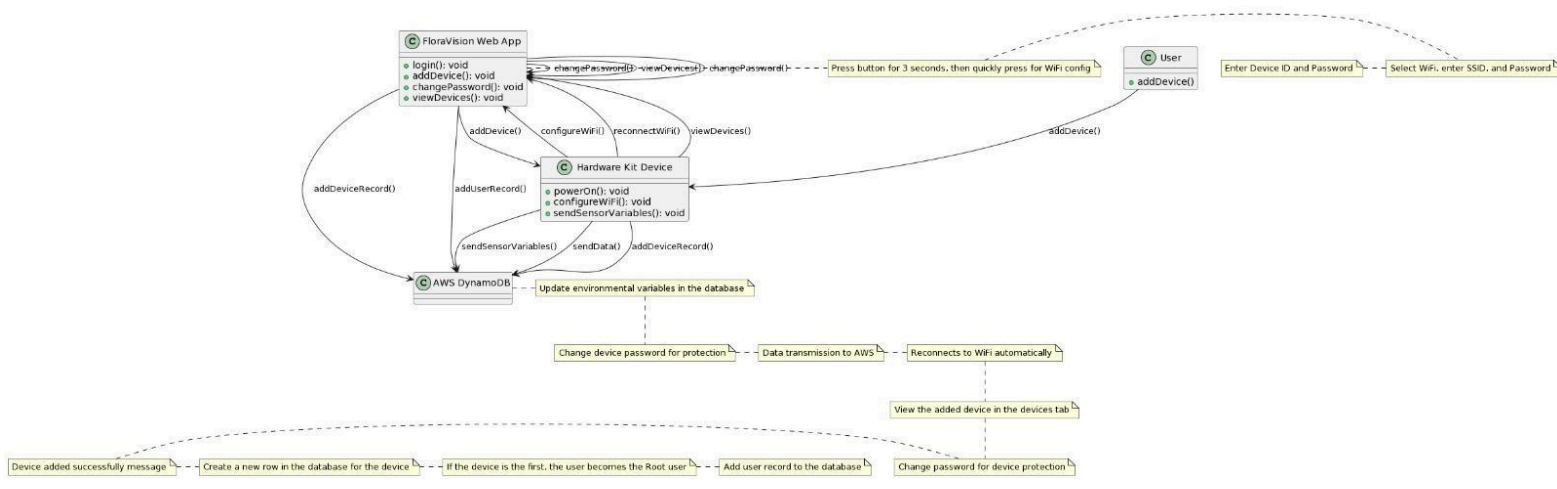 C FloraVision Web App
login(): void
addDevice(): void
changePassword(): void
viewDevices(): void
changePassword()
viewDevices()
changePassword()
Press button for 3 seconds, then quickly press for WiFi config
C User
addDevice()
Enter Device ID and Password
Select WiFi, enter SSID, and Password
addDevice()
configureWiFi()
reconnectWiFi()
viewDevices()
addDevice()
C Hardware Kit Device
powerOn(): void
configureWiFi(): void
sendSensorVariables(): void
addDeviceRecord()
addUserRecord()
sendSensorVariables()
sendData()
addDeviceRecord()
C AWS DynamoDB
Update environmental variables in the database
Change device password for protection
Data transmission to AWS
Reconnects to WiFi automatically
View the added device in the devices tab
Device added successfully message
Create a new row in the database for the device
If the device is the first, the user becomes the Root user
Add user record to the database
Change password for device protection